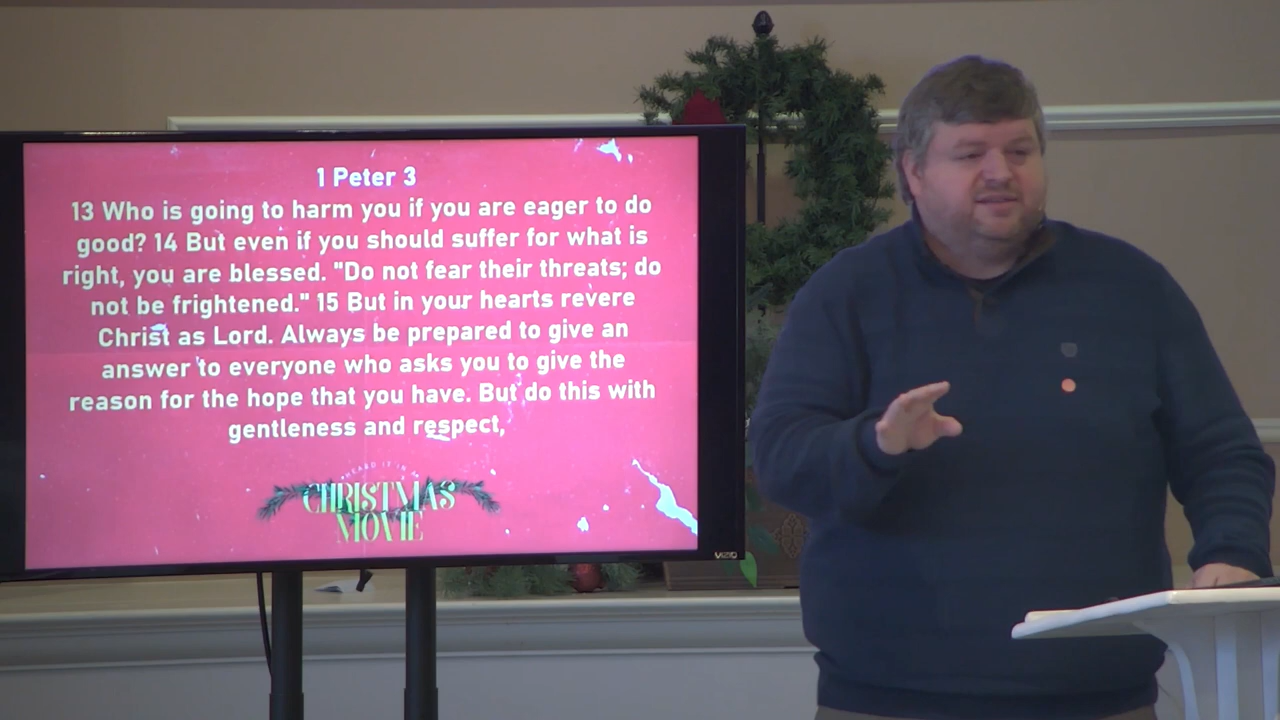 1 Peter 3
13 Who is going to harm you if you are eager to do
good? 14 But even if you should suffer for what is
right, you are blessed. "Do not fear their threats; do
not be frightened." 15 But in your hearts revere
Christ as Lord. Always be prepared to give an
answer to everyone who asks you to give the
reason for the hope that you have. But do this with
gentleness and respect,
HEARD IT IN A
CHRISTMAS
MOVIE
VIZIO